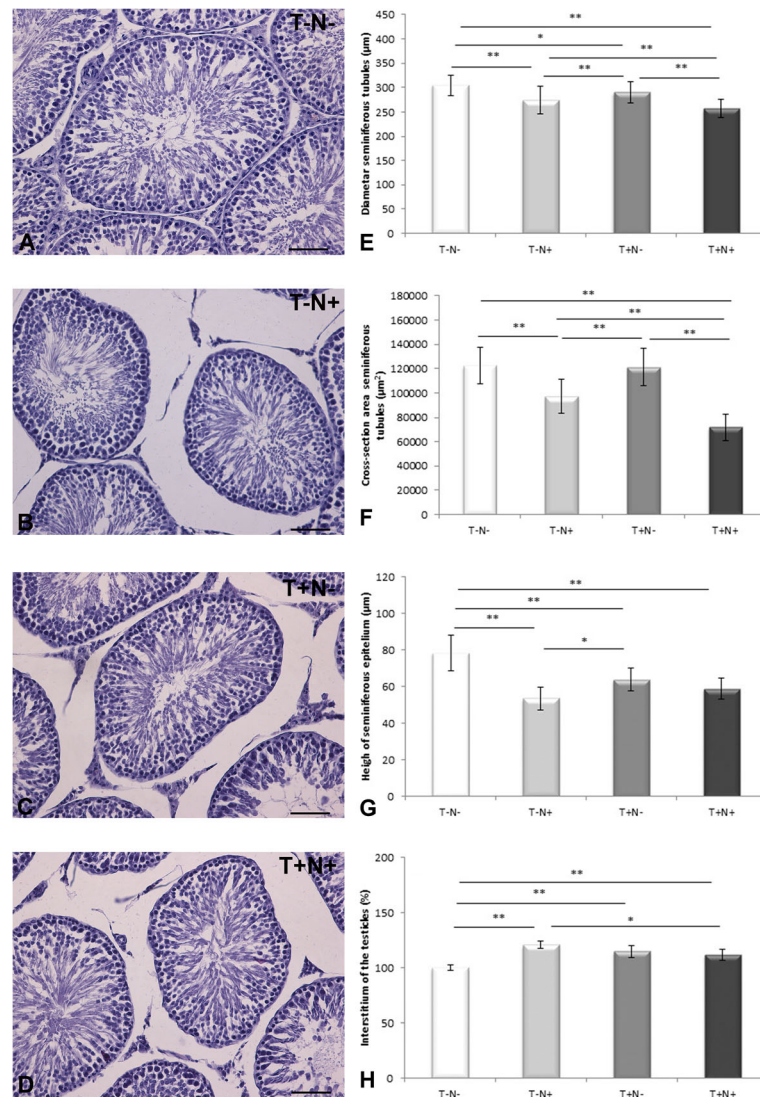 T-N-
A
T-N+
B
T+N-
C
T+N+
D
**
*
**
**
**
**
Diametar seminiferous tubules (µm)
450
400
350
300
250
200
150
100
50
0
T-N-
T-N+
T+N-
T+N+
E
**
**
**
**
**
Cross-section area seminiferous
tubules (µm²)
180000
160000
140000
120000
100000
80000
60000
40000
20000
0
T-N-
T-N+
T+N-
T+N+
F
**
**
**
*
Heigh of seminiferous epitelium (µm)
120
100
80
60
40
20
0
T-N-
T-N+
T+N-
T+N+
G
**
**
**
*
Interstitium of the testicles (%)
200
150
100
50
0
T-N-
T-N+
T+N-
T+N+
H